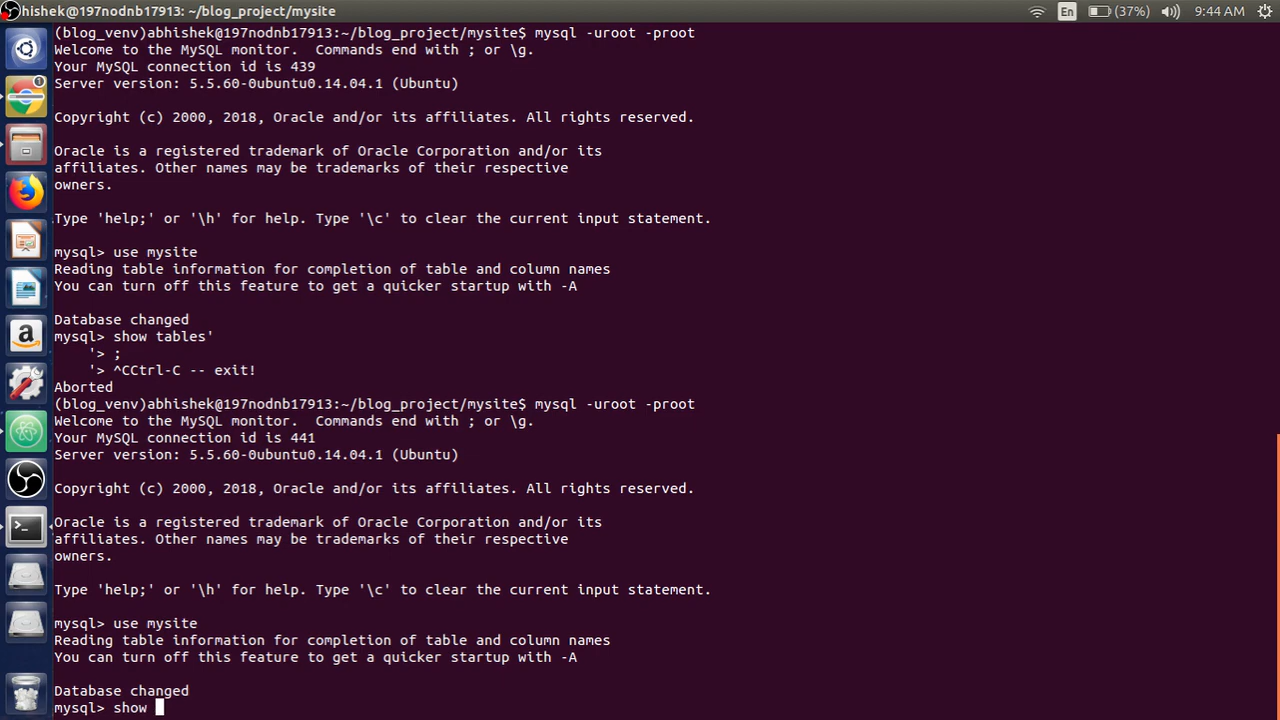 hishek@197nodnb17913: ~/blog_project/mysite
En
(37%)
9:44 AM
(blog_venv)abhishek@197nodnb17913:~/blog_project/mysite$ mysql -uroot -proot
Welcome to the MySQL monitor.  Commands end with ; or \g.
Your MySQL connection id is 439
Server version: 5.5.60-0ubuntu0.14.04.1 (Ubuntu)
Copyright (c) 2000, 2018, Oracle and/or its affiliates. All rights reserved.
Oracle is a registered trademark of Oracle Corporation and/or its
affiliates. Other names may be trademarks of their respective
owners.
Type 'help;' or '\h' for help. Type '\c' to clear the current input statement.
mysql> use mysite
Reading table information for completion of table and column names
You can turn off this feature to get a quicker startup with -A
Database changed
mysql> show tables'
'> ;
'> ^CCtrl-C -- exit!
Aborted
(blog_venv)abhishek@197nodnb17913:~/blog_project/mysite$ mysql -uroot -proot
Welcome to the MySQL monitor.  Commands end with ; or \g.
Your MySQL connection id is 441
Server version: 5.5.60-0ubuntu0.14.04.1 (Ubuntu)
Copyright (c) 2000, 2018, Oracle and/or its affiliates. All rights reserved.
Oracle is a registered trademark of Oracle Corporation and/or its
affiliates. Other names may be trademarks of their respective
owners.
Type 'help;' or '\h' for help. Type '\c' to clear the current input statement.
mysql> use mysite
Reading table information for completion of table and column names
You can turn off this feature to get a quicker startup with -A
Database changed
mysql> show